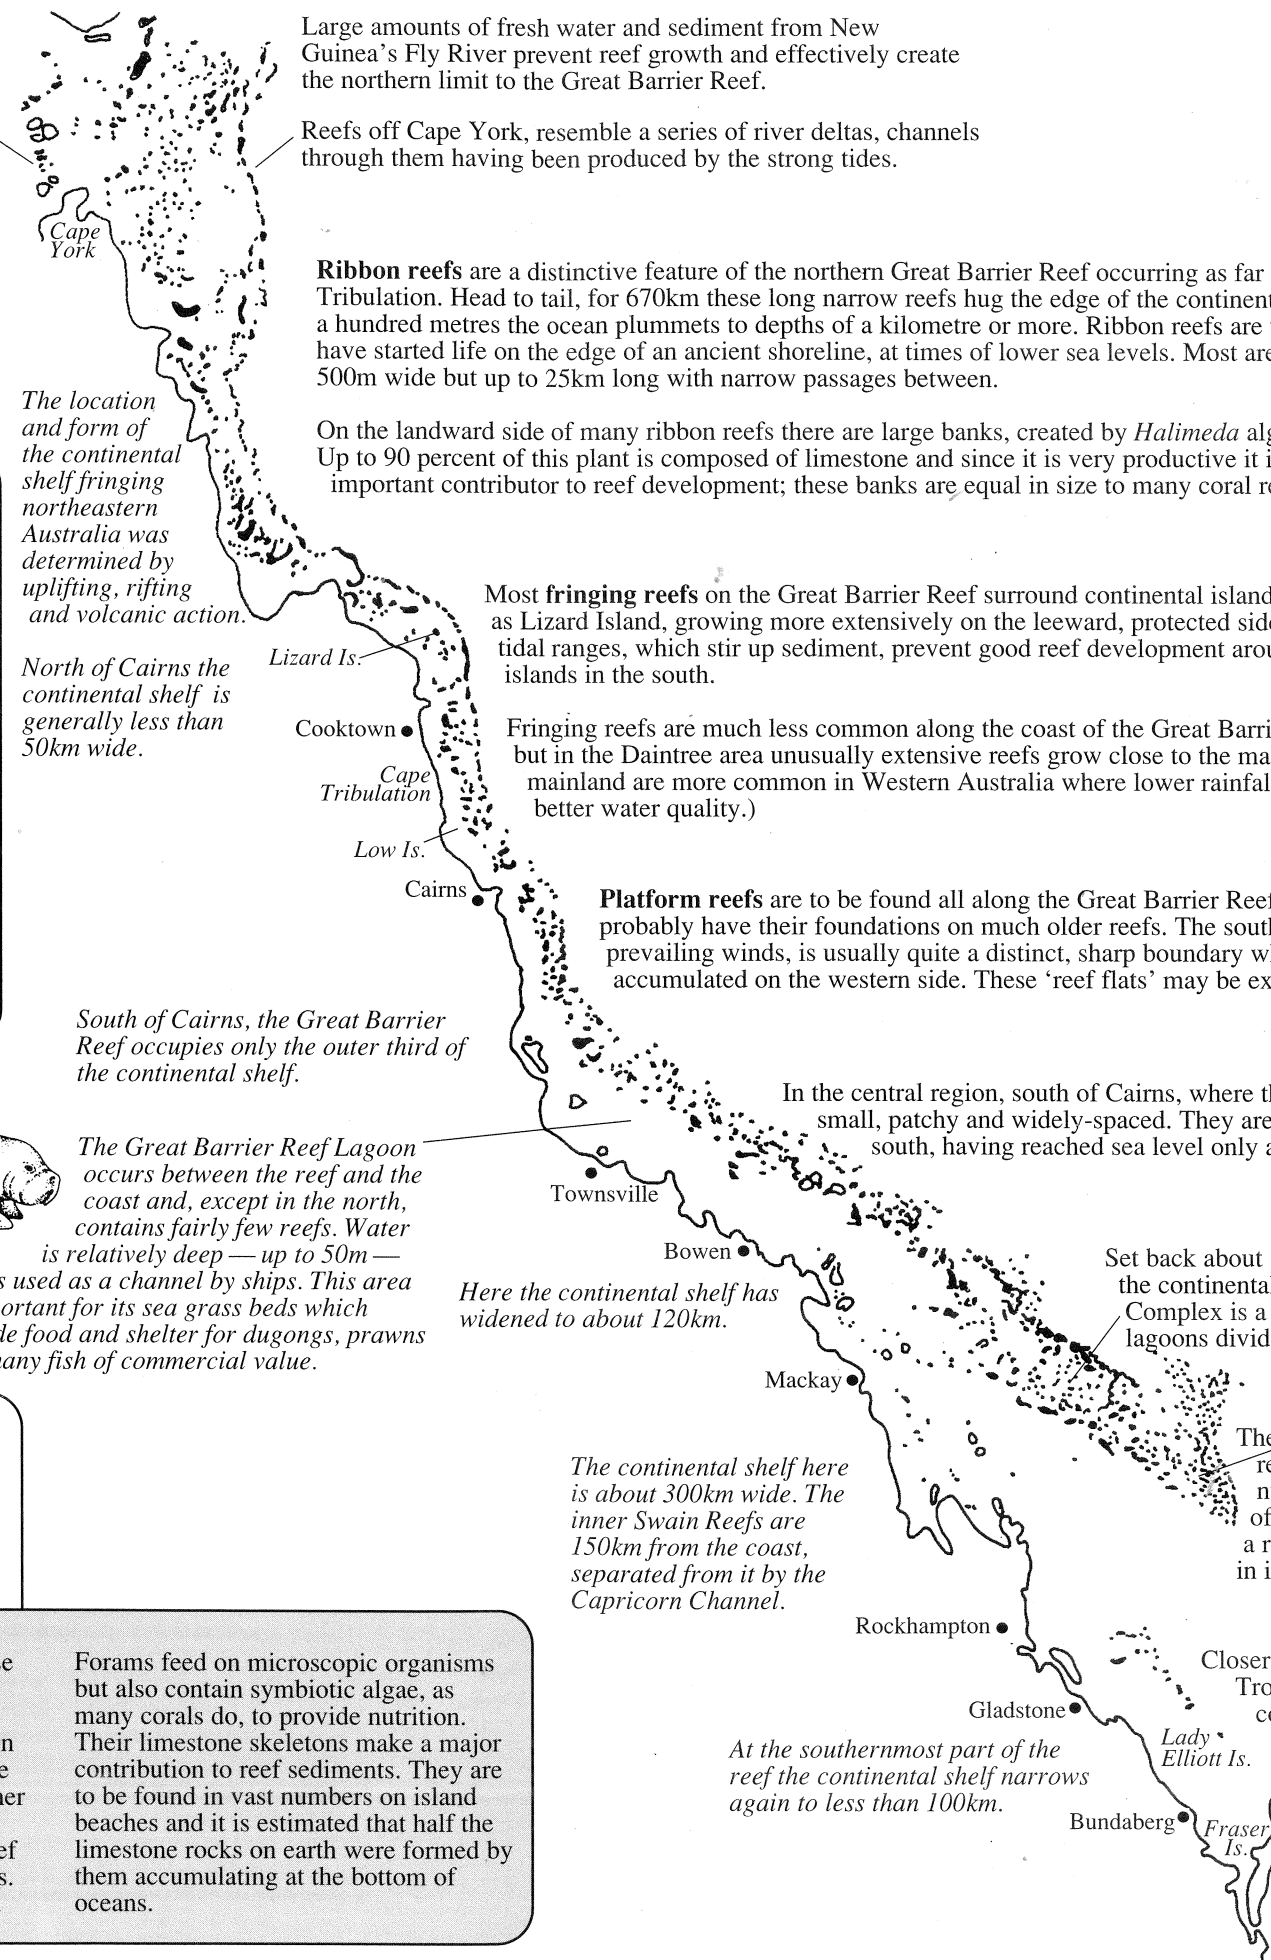 Large amounts of fresh water and sediment from New
Guinea's Fly River prevent reef growth and effectively create
the northern limit to the Great Barrier Reef.
Reefs off Cape York, resemble a series of river deltas, channels
through them having been produced by the strong tides.
Cape
York
Ribbon reefs are a distinctive feature of the northern Great Barrier Reef occurring as far
Tribulation. Head to tail, for 670km these long narrow reefs hug the edge of the continent
a hundred metres the ocean plummets to depths of a kilometre or more. Ribbon reefs are
have started life on the edge of an ancient shoreline, at times of lower sea levels. Most are
500m wide but up to 25km long with narrow passages between.
On the landward side of many ribbon reefs there are large banks, created by Halimeda alg
Up to 90 percent of this plant is composed of limestone and since it is very productive it i
important contributor to reef development; these banks are equal in size to many coral re
The location
and form of
the continental
shelf fringing
northeastern
Australia was
determined by
uplifting, rifting
and volcanic action.
Most fringing reefs on the Great Barrier Reef surround continental island
as Lizard Island, growing more extensively on the leeward, protected side
tidal ranges, which stir up sediment, prevent good reef development arou
islands in the south.
Lizard Is.
North of Cairns the
continental shelf is
generally less than
50km wide.
Cooktown
Fringing reefs are much less common along the coast of the Great Barri
but in the Daintree area unusually extensive reefs grow close to the ma
mainland are more common in Western Australia where lower rainfal
better water quality.)
Cape
Tribulation
Low Is.
Cairns
Platform reefs are to be found all along the Great Barrier Reef
probably have their foundations on much older reefs. The sout
prevailing winds, is usually quite a distinct, sharp boundary w
accumulated on the western side. These 'reef flats' may be ex
South of Cairns, the Great Barrier
Reef occupies only the outer third of
the continental shelf.
In the central region, south of Cairns, where t
small, patchy and widely-spaced. They are
south, having reached sea level only a
The Great Barrier Reef Lagoon
occurs between the reef and the
coast and, except in the north,
contains fairly few reefs. Water
is relatively deep — up to 50m —
s used as a channel by ships. This area
ortant for its sea grass beds which
de food and shelter for dugongs, prawns
any fish of commercial value.
Townsville
Bowen
Here the continental shelf has
widened to about 120km.
Set back about
the continental
Complex is a
lagoons divid
Mackay
The continental shelf here
is about 300km wide. The
inner Swain Reefs are
150km from the coast,
separated from it by the
Capricorn Channel.
The
re
n
of
a r
in i
Rockhampton
Closer
Tro
co
Gladstone
Lady
Elliott Is.
At the southernmost part of the
reef the continental shelf narrows
again to less than 100km.
Bundaberg
Fraser
Is.
se
n
e
her
ef
s.
Forams feed on microscopic organisms
but also contain symbiotic algae, as
many corals do, to provide nutrition.
Their limestone skeletons make a major
contribution to reef sediments. They are
to be found in vast numbers on island
beaches and it is estimated that half the
limestone rocks on earth were formed by
them accumulating at the bottom of
oceans.